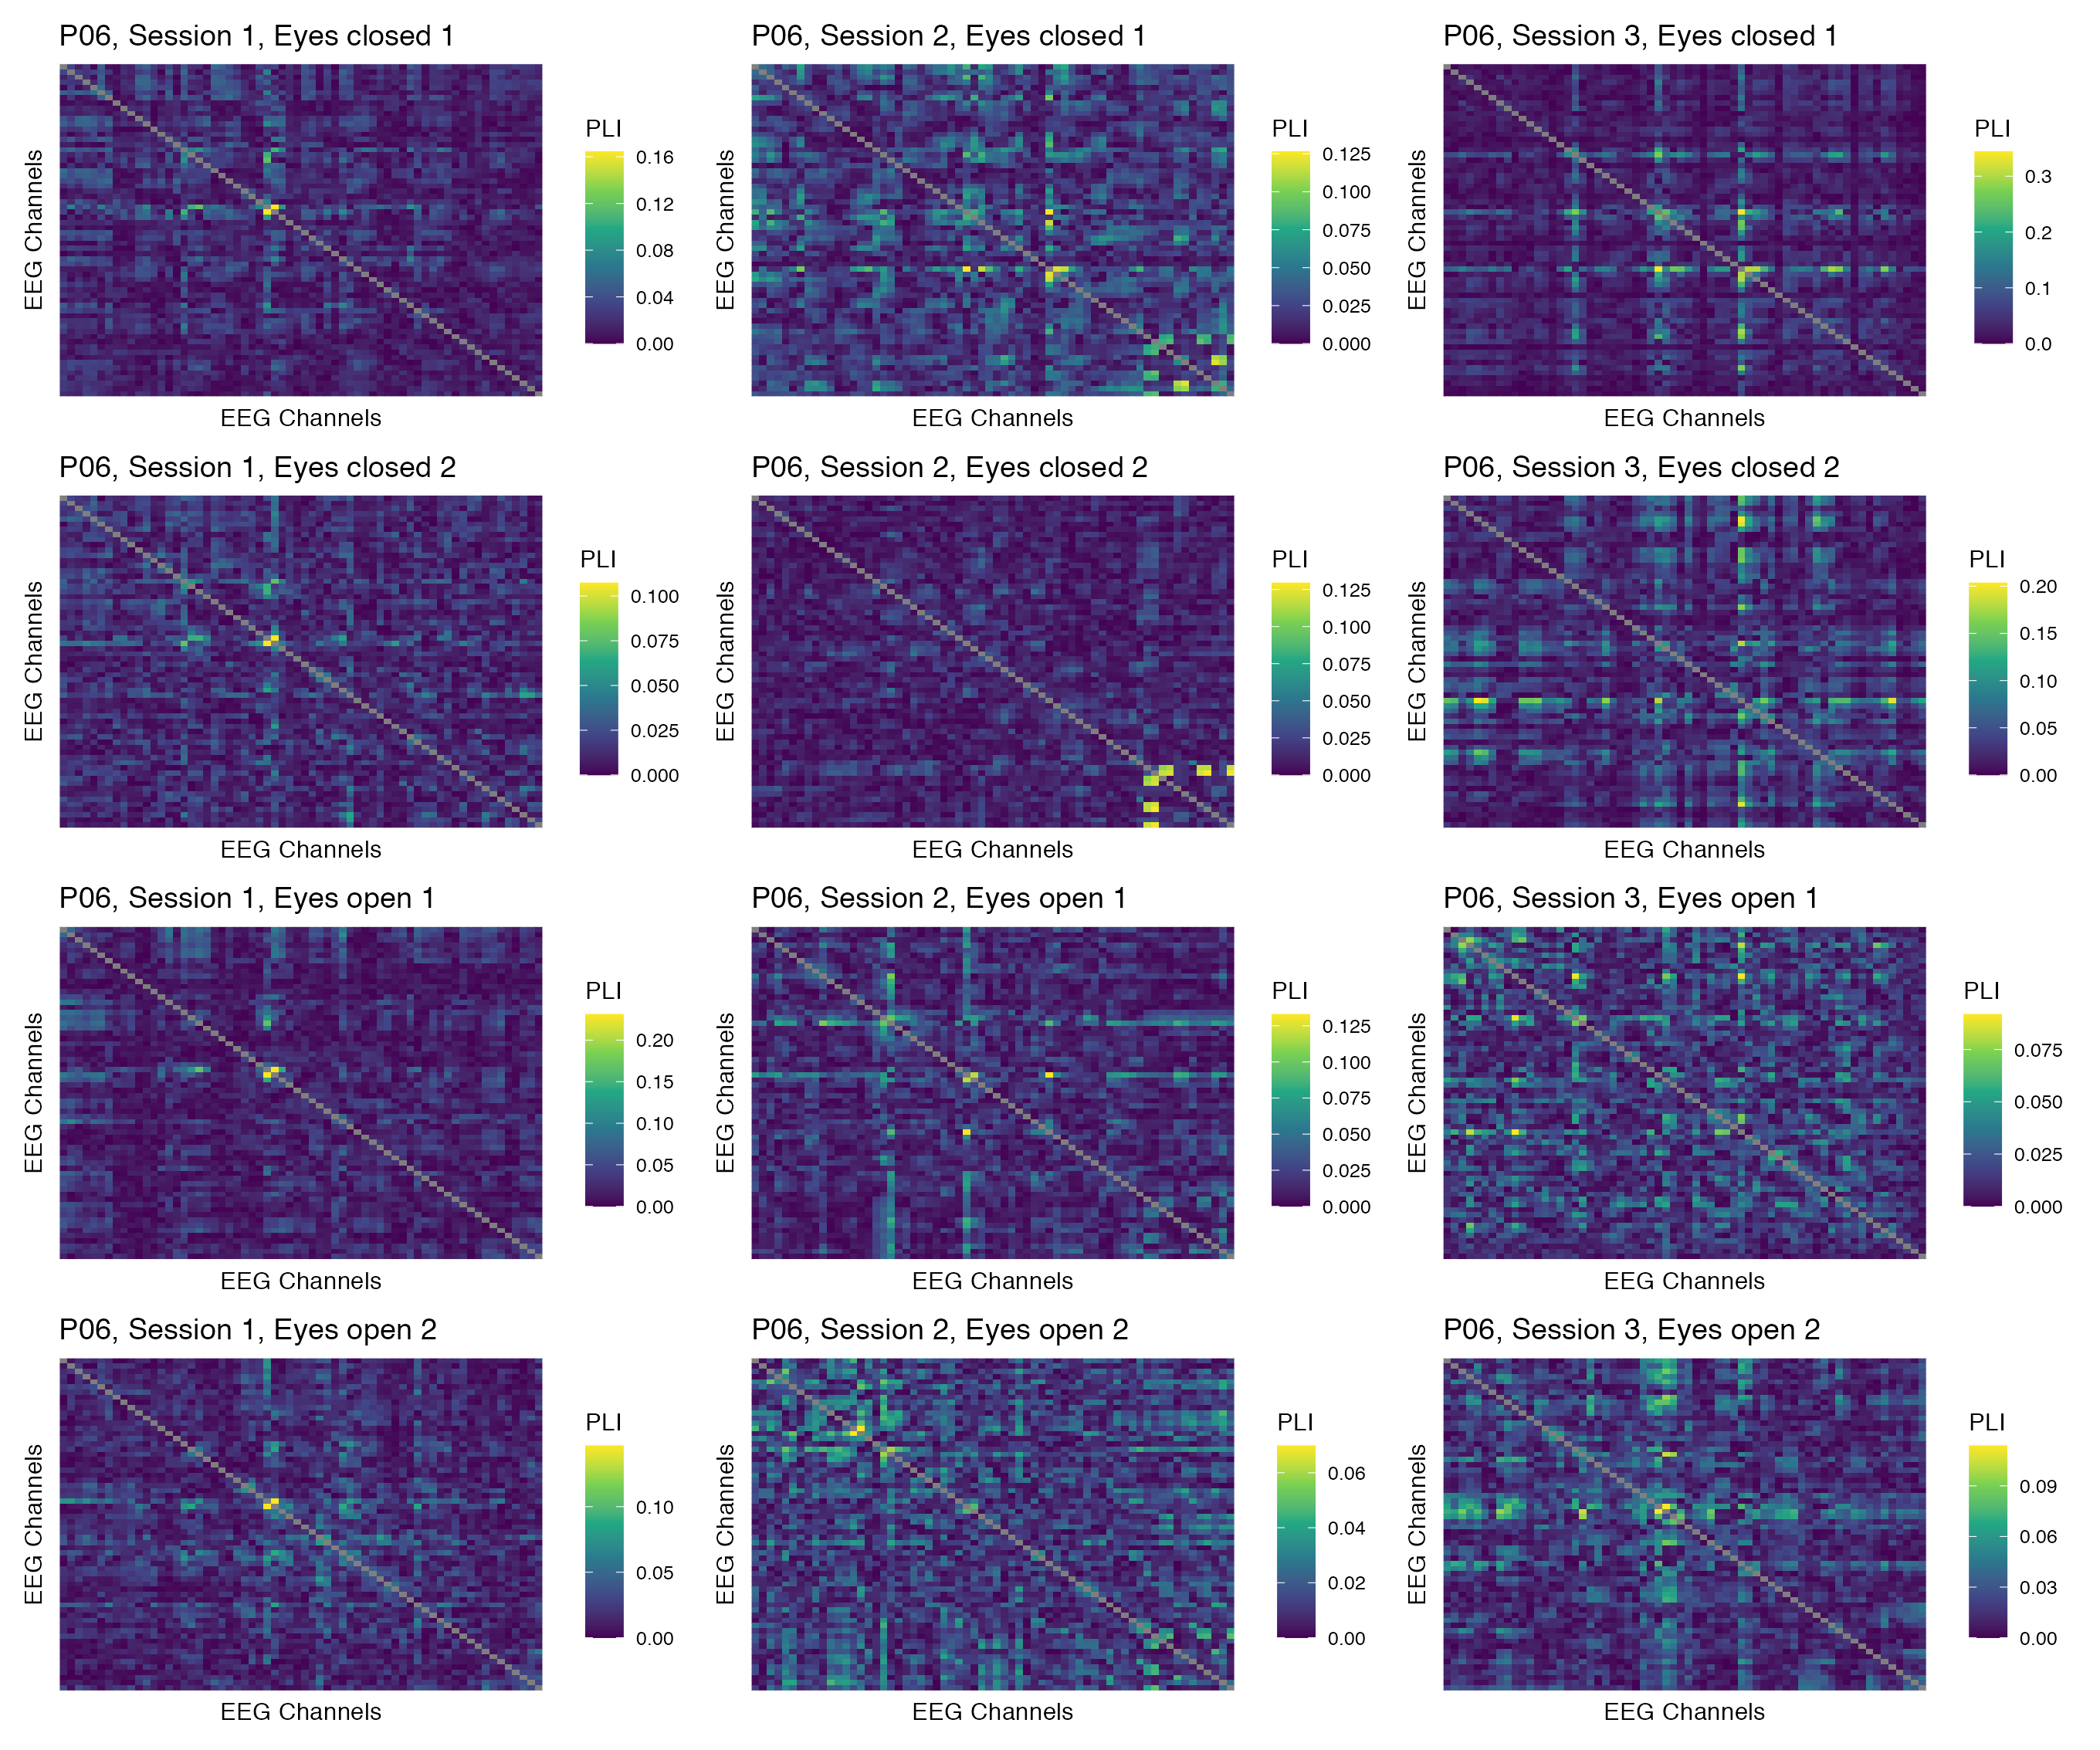 P06, Session 1, Eyes closed 1
EEG Channels
EEG Channels
PLI
0.16
0.12
0.08
0.04
0.00
P06, Session 2, Eyes closed 1
EEG Channels
EEG Channels
PLI
0.125
0.100
0.075
0.050
0.025
0.000
P06, Session 3, Eyes closed 1
EEG Channels
EEG Channels
PLI
0.3
0.2
0.1
0.0
P06, Session 1, Eyes closed 2
EEG Channels
EEG Channels
PLI
0.100
0.075
0.050
0.025
0.000
P06, Session 2, Eyes closed 2
EEG Channels
EEG Channels
PLI
0.125
0.100
0.075
0.050
0.025
0.000
P06, Session 3, Eyes closed 2
EEG Channels
EEG Channels
PLI
0.20
0.15
0.10
0.05
0.00
P06, Session 1, Eyes open 1
EEG Channels
EEG Channels
PLI
0.20
0.15
0.10
0.05
0.00
P06, Session 2, Eyes open 1
EEG Channels
EEG Channels
PLI
0.125
0.100
0.075
0.050
0.025
0.000
P06, Session 3, Eyes open 1
EEG Channels
EEG Channels
PLI
0.075
0.050
0.025
0.000
P06, Session 1, Eyes open 2
EEG Channels
EEG Channels
PLI
0.10
0.05
0.00
P06, Session 2, Eyes open 2
EEG Channels
EEG Channels
PLI
0.06
0.04
0.02
0.00
P06, Session 3, Eyes open 2
EEG Channels
EEG Channels
PLI
0.09
0.06
0.03
0.00